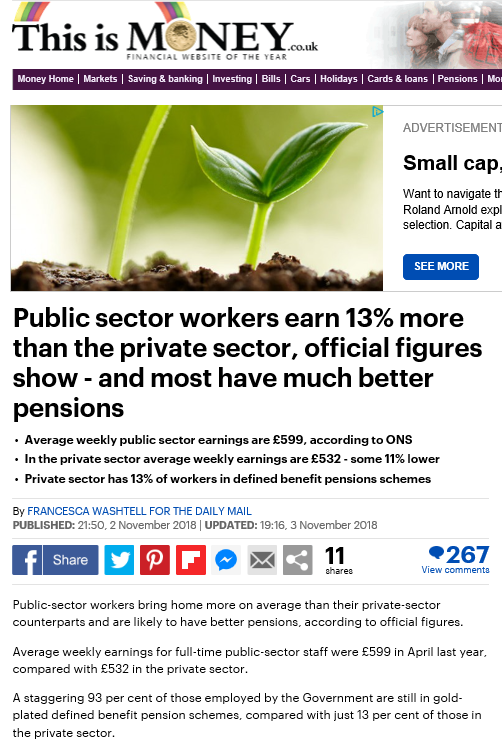 This is MONEY.co.uk
FINANCIAL WEBSITE OF THE YEAR
Money Home | Markets | Saving & banking | Investing | Bills | Cars | Holidays | Cards & loans | Pensions |
ADVERTISEMENT
Small cap,
Want to navigate th
Roland Arnold expl
selection. Capital a
SEE MORE
Public sector workers earn 13% more
than the private sector, official figures
show - and most have much better
pensions
• Average weekly public sector earnings are £599, according to ONS
• In the private sector average weekly earnings are £532 - some 11% lower
• Private sector has 13% of workers in defined benefit pensions schemes
By FRANCESCA WASHTELL FOR THE DAILY MAIL
PUBLISHED: 21:50, 2 November 2018 | UPDATED: 19:16, 3 November 2018
f Share
11
shares
267
View comments
Public-sector workers bring home more on average than their private-sector
counterparts and are likely to have better pensions, according to official figures.
Average weekly earnings for full-time public-sector staff were £599 in April last year,
compared with £532 in the private sector.
A staggering 93 per cent of those employed by the Government are still in gold-
plated defined benefit pension schemes, compared with just 13 per cent of those in
the private sector.